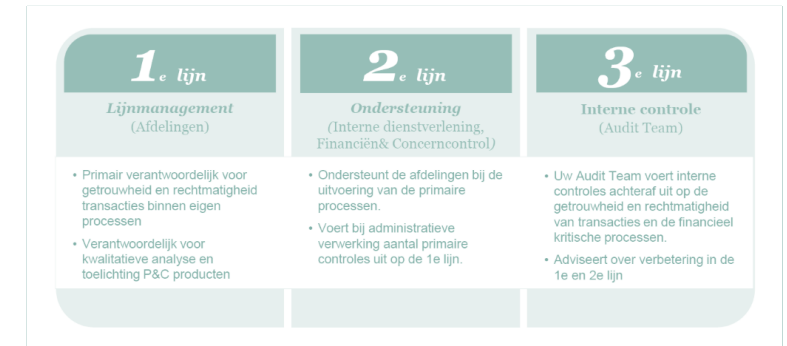 1e lijn
Lijnmanagement
(Afdelingen)
• Primair verantwoordelijk voor
getrouwheid en rechtmatigheid
transacties binnen eigen
processen
• Verantwoordelijk voor
kwalitatieve analyse en
toelichting P&C producten
2e lijn
Ondersteuning
(Interne dienstverlening,
Financiën& Concerncontrol)
• Ondersteunt de afdelingen bij de
uitvoering van de primaire
processen.
• Voert bij administratieve
verwerking aantal primaire
controles uit op de 1e lijn.
3e lijn
Interne controle
(Audit Team)
• Uw Audit Team voert interne
controles achteraf uit op de
getrouwheid en rechtmatigheid
van transacties en de financieel
kritische processen.
• Adviseert over verbetering in de
1e en 2e lijn